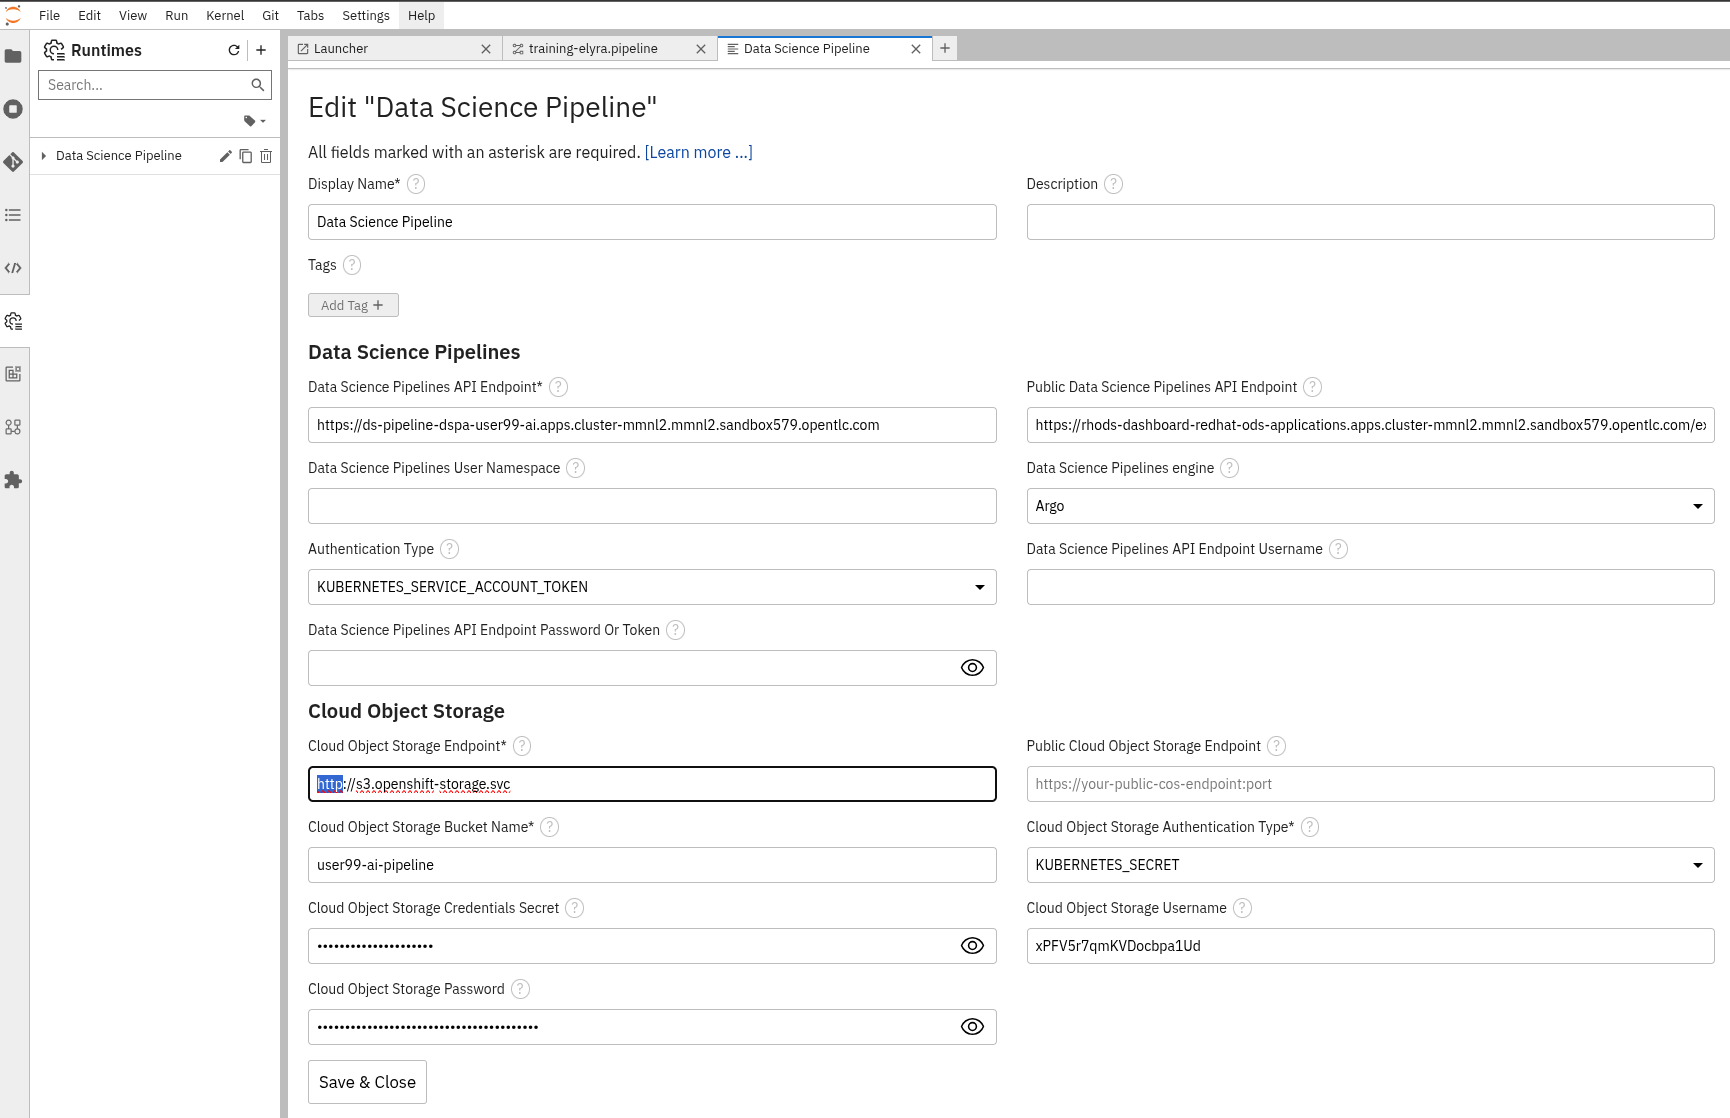 File Edit View Run Kernel Git Tabs Settings Help
Runtimes
Search...
Data Science Pipeline
Launcher
training-elyra.pipeline
Data Science Pipeline
Edit "Data Science Pipeline"
All fields marked with an asterisk are required. [Learn more ...]
Display Name* ?
Description ?
Data Science Pipeline
Tags ?
Add Tag +
Data Science Pipelines
Data Science Pipelines API Endpoint* ?
Public Data Science Pipelines API Endpoint ?
https://ds-pipeline-dspa-user99-ai.apps.cluster-mmnl2.mmnl2.sandbox579.opentlc.com
https://rhods-dashboard-redhat-ods-applications.apps.cluster-mmnl2.mmnl2.sandbox579.opentlc.com/ex
Data Science Pipelines User Namespace ?
Data Science Pipelines engine ?
Argo
Authentication Type ?
Data Science Pipelines API Endpoint Username ?
KUBERNETES_SERVICE_ACCOUNT_TOKEN
Data Science Pipelines API Endpoint Password Or Token ?
Cloud Object Storage
Cloud Object Storage Endpoint* ?
Public Cloud Object Storage Endpoint ?
http://s3.openshift-storage.svc
https://your-public-cos-endpoint:port
Cloud Object Storage Bucket Name* ?
Cloud Object Storage Authentication Type* ?
user99-ai-pipeline
KUBERNETES_SECRET
Cloud Object Storage Credentials Secret ?
Cloud Object Storage Username ?
•••••••••••••••••••••
xPFV5r7qmKVDocbpa1Ud
Cloud Object Storage Password ?
••••••••••••••••••••••••••••••••••••••••
Save & Close